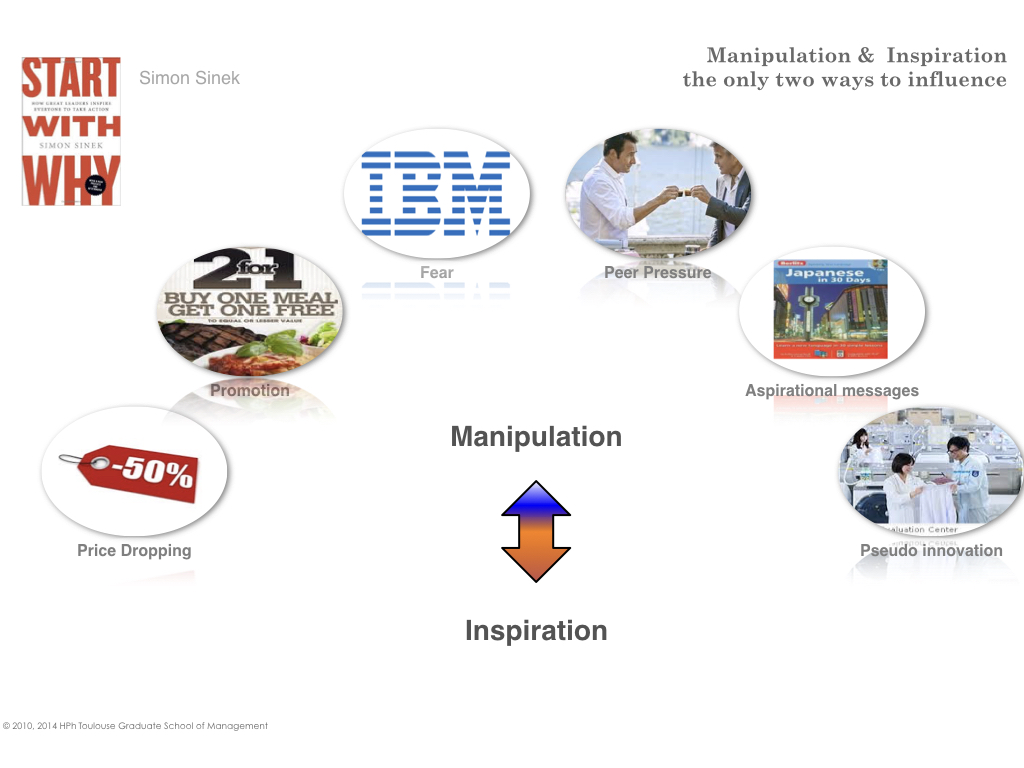 Manipulation & Inspiration
the only two ways to influence
Simon Sinek
START
HOW GREAT LEADERS INSPIRE
EVERYONE TO TAKE ACTION
WITH
SIMON SINEK
WHY
IBM
Fear
Peer Pressure
2 for 1
BUY ONE MEAL,
GET ONE FREE
TO EQUAL OR LESSER VALUE
Promotion
Berlitz
Japanese
in 30 Days
Aspirational messages
-50%
Price Dropping
Manipulation
aluation Center
Pseudo innovation
Inspiration
© 2010, 2014 HPh Toulouse Graduate School of Management